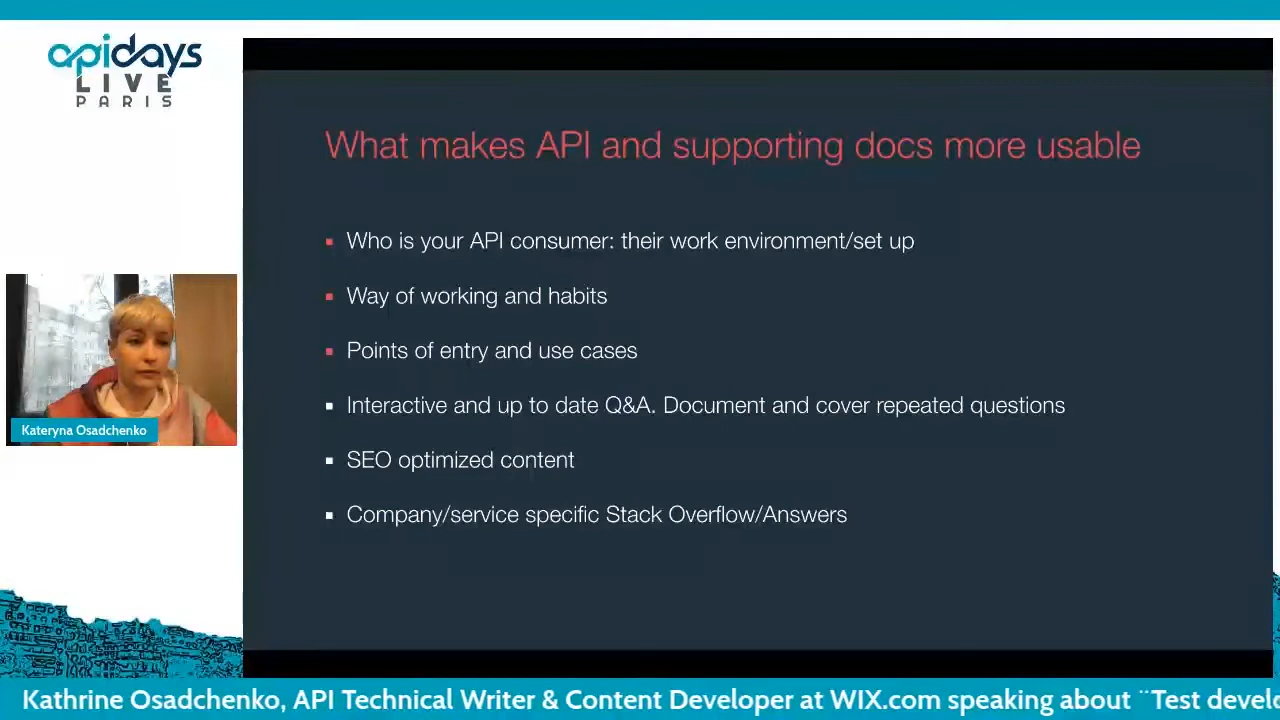 apidays
LIVE
PARIS
What makes API and supporting docs more usable
Who is your API consumer: their work environment/set up
Way of working and habits
Points of entry and use cases
Interactive and up to date Q&A. Document and cover repeated questions
SEO optimized content
Company/service specific Stack Overflow/Answers
Kateryna Osadchenko
Kathrine Osadchenko, API Technical Writer & Content Developer at WIX.com speaking about ¨Test devel